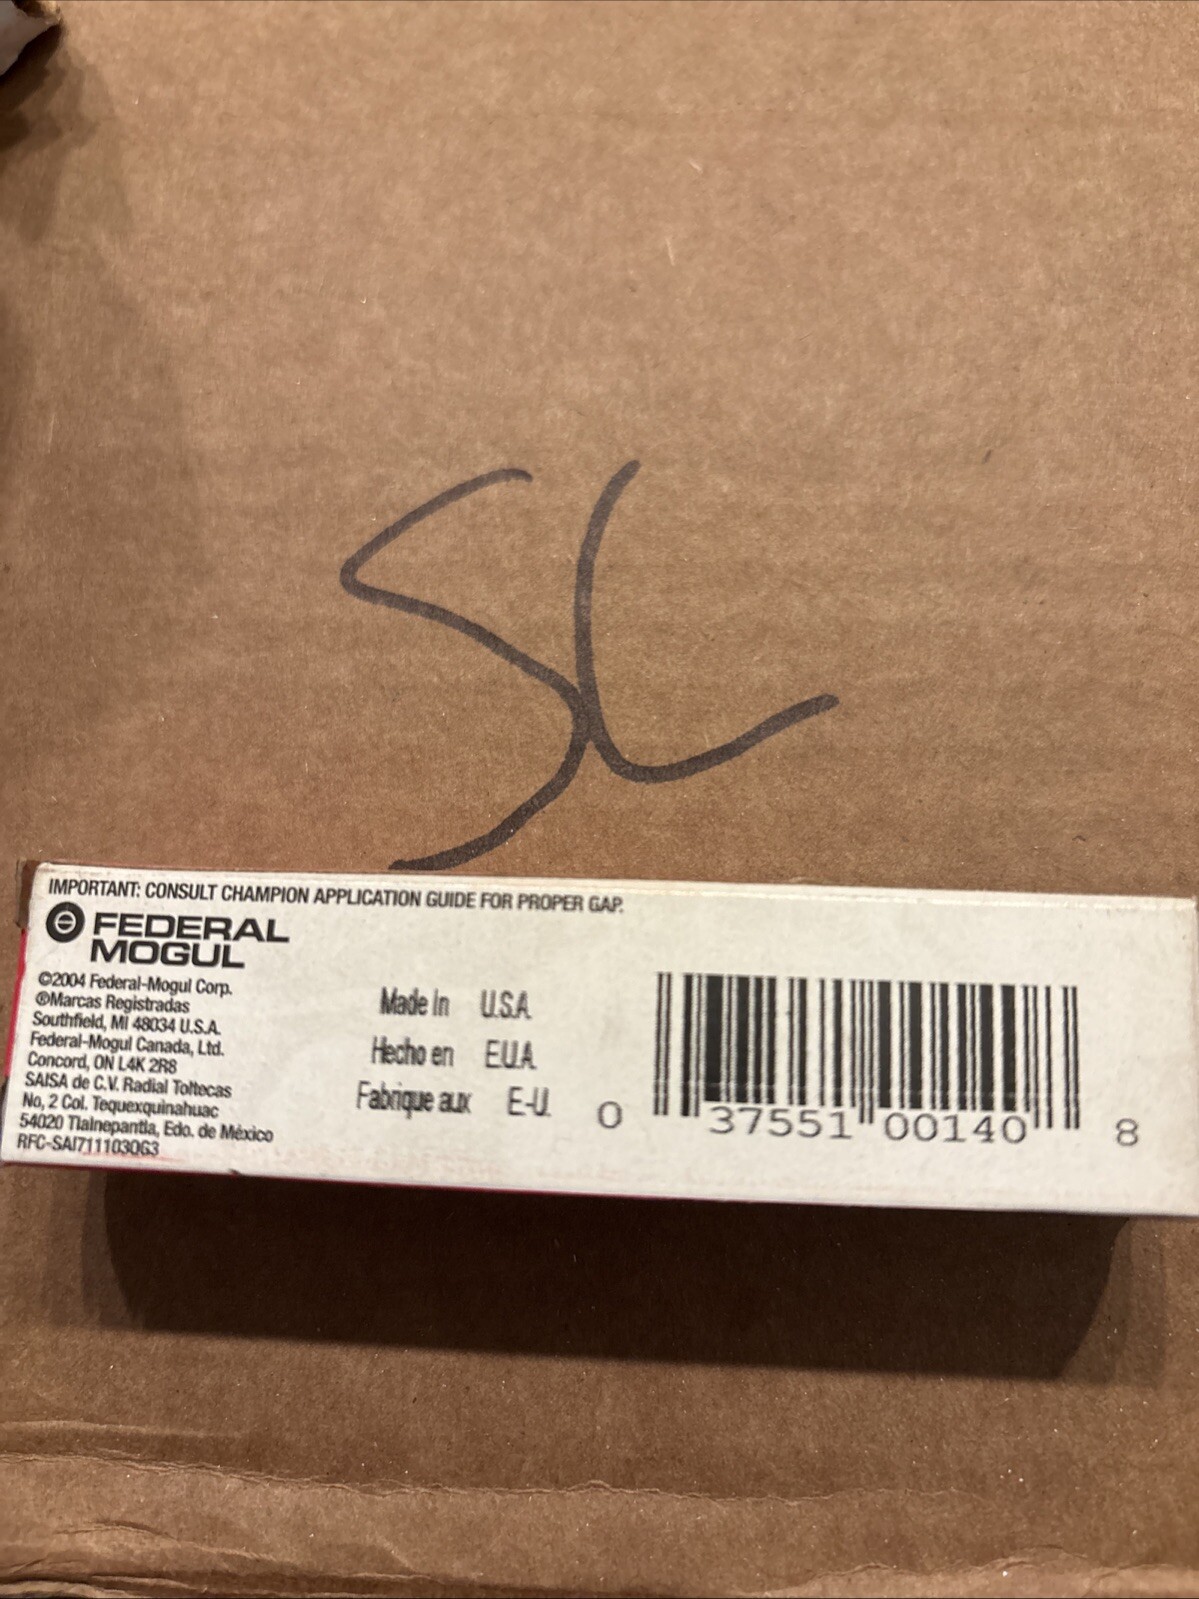 SL
IMPORTANT: CONSULT CHAMPION APPLICATION GUIDE FOR PROPER GAP.
FEDERAL
MOGUL
©2004 Federal-Mogul Corp.
®Marcas Registradas
Southfield, MI 48034 U.S.A.
Federal-Mogul Canada, Ltd.
Concord, ON L4K 2R8
SAISA de C.V. Radial Toltecas
No, 2 Col. Tequexquinahuac
54020 Tlalnepantla, Edo. de México
RFC-SAI711103QG3
Made In U.S.A.
Hecho en E.U.A.
Fabrique aux E-U.
0 37551 00140 8